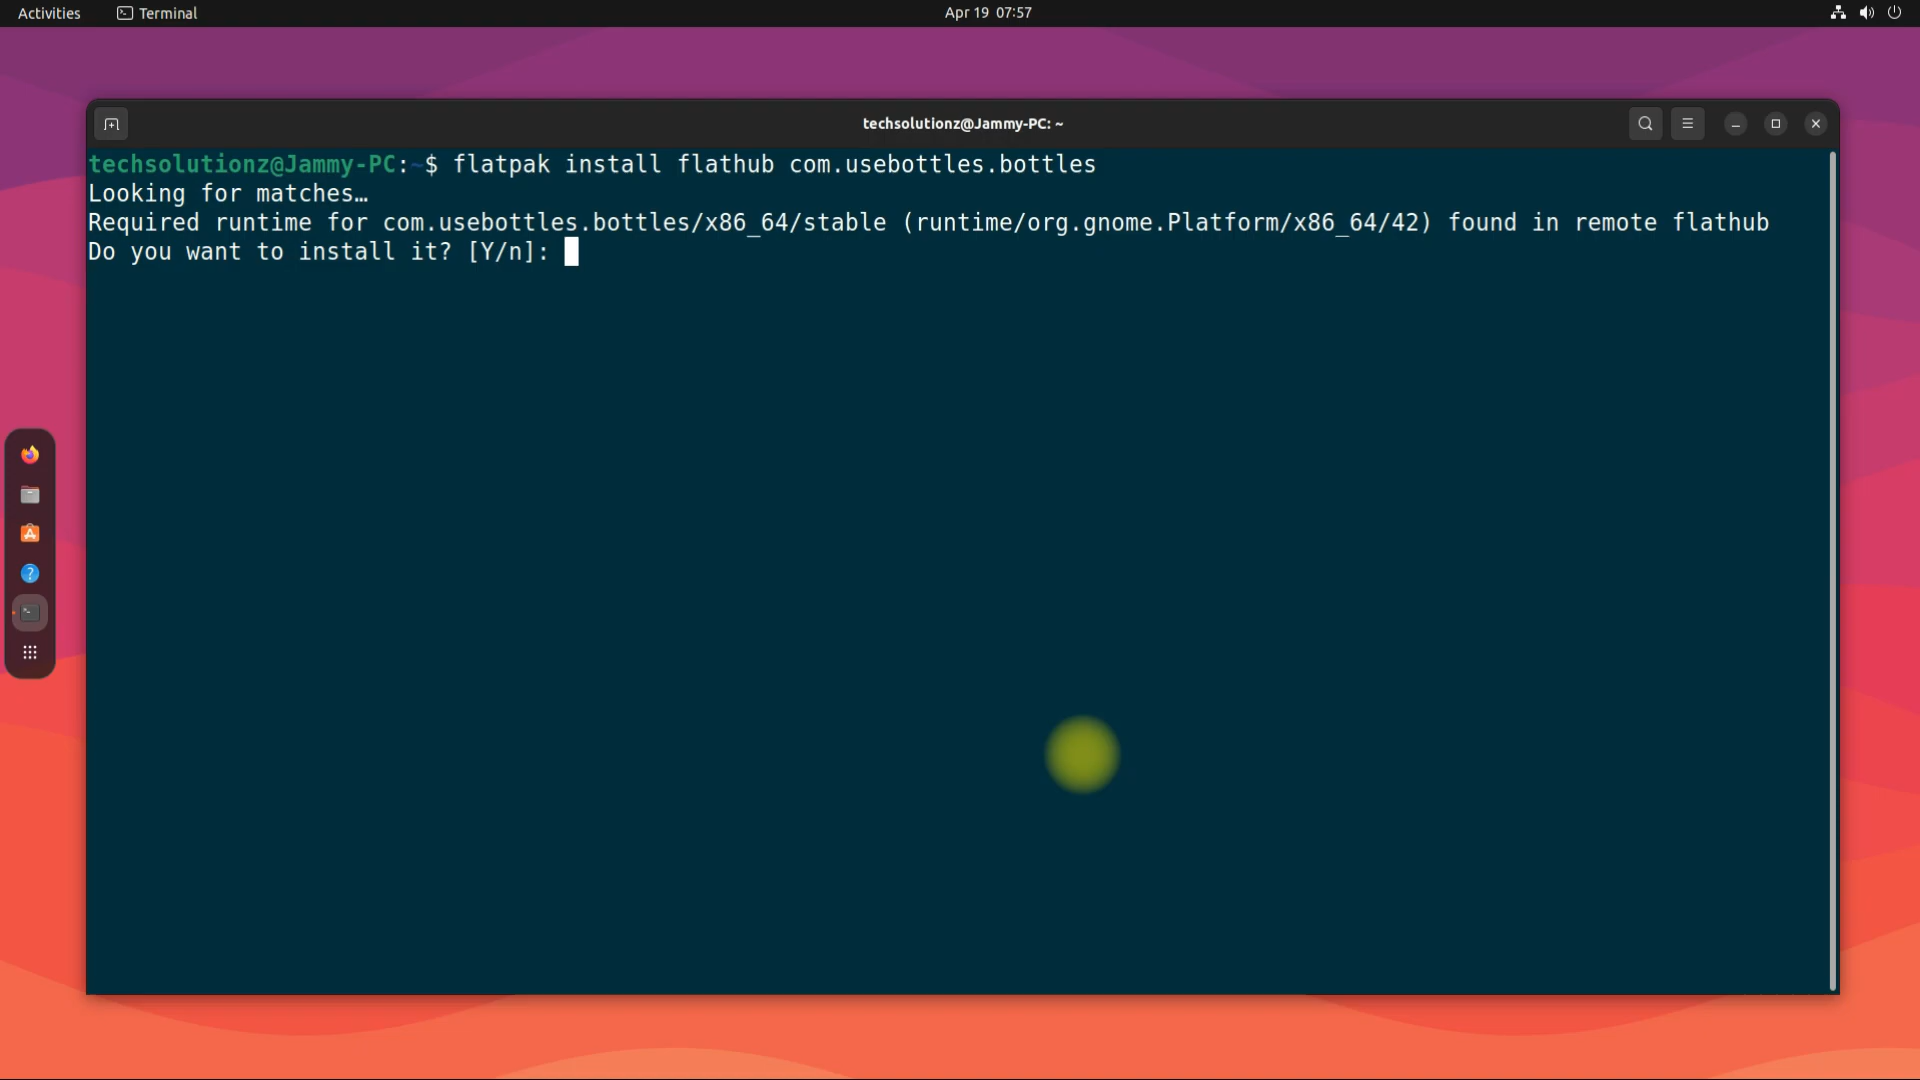 Activities
Terminal
Apr 19 07:57
techsolutionz@Jammy-PC: ~
techsolutionz@Jammy-PC:~$ flatpak install flathub com.usebottles.bottles
Looking for matches…
Required runtime for com.usebottles.bottles/x86_64/stable (runtime/org.gnome.Platform/x86_64/42) found in remote flathub
Do you want to install it? [Y/n]: